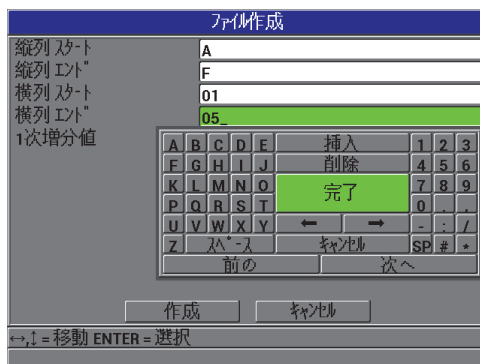 ﾌｧｲﾙ作成
縦列 ｽﾀｰﾄ A
縦列 ｴﾝﾄﾞ F
横列 ｽﾀｰﾄ 01
横列 ｴﾝﾄﾞ 05_
1次増分値
A B C D E 挿入 1 2 3
F G H I J 削除 4 5 6
K L M N O 完了 7 8 9
P Q R S T 0 . ,
U V W X Y ← → - : /
Z ｽﾍﾟｰｽ ｷｬﾝｾﾙ SP # *
前の 次へ
作成 ｷｬﾝｾﾙ
↔,↕ = 移動 ENTER = 選択